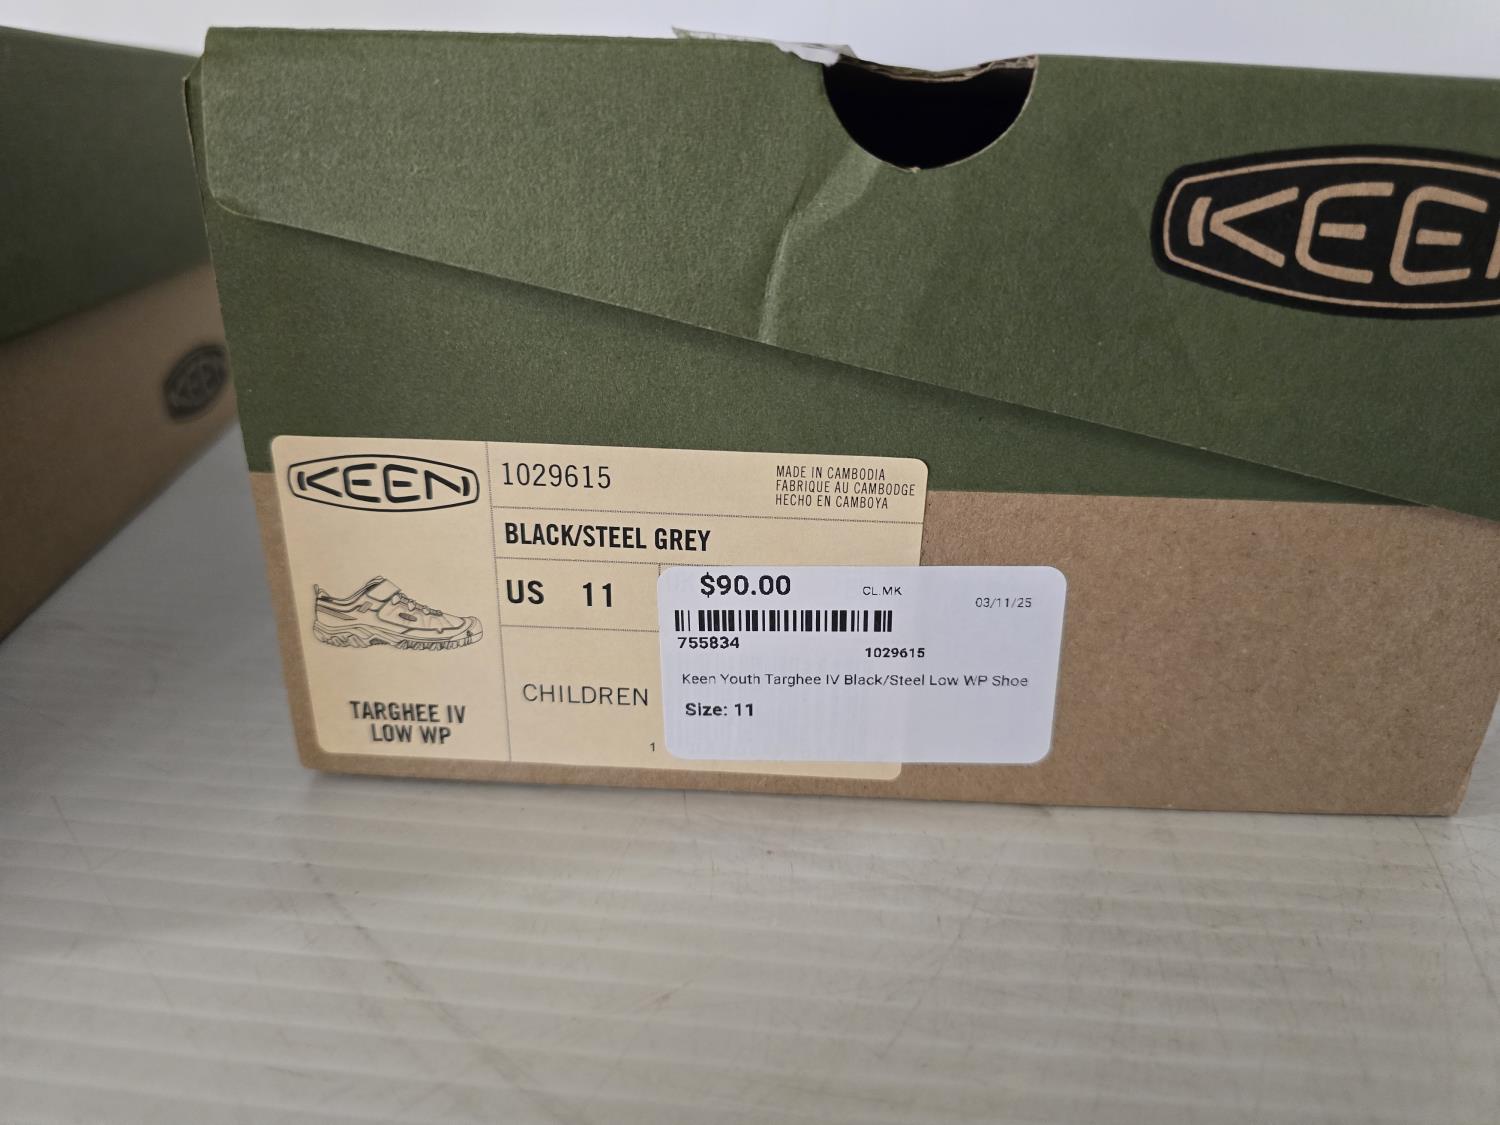 KEEN
KEEN
1029615
MADE IN CAMBODIA
FABRIQUE AU CAMBODGE
HECHO EN CAMBOYA
BLACK/STEEL GREY
US 11
CHILDREN
1
TARGHEE IV
LOW WP
$90.00 CL.MK 03/11/25
755834
1029615
Keen Youth Targhee IV Black/Steel Low WP Shoe
Size: 11